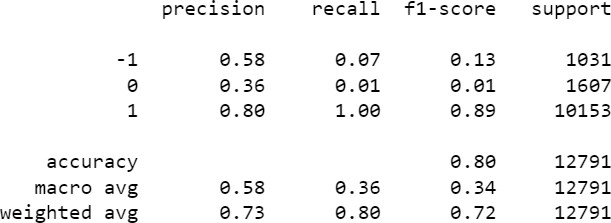 precision recall f1-score support
-1 0.58 0.07 0.13 1031
0 0.36 0.01 0.01 1607
1 0.80 1.00 0.89 10153
accuracy 0.80 12791
macro avg 0.58 0.36 0.34 12791
weighted avg 0.73 0.80 0.72 12791